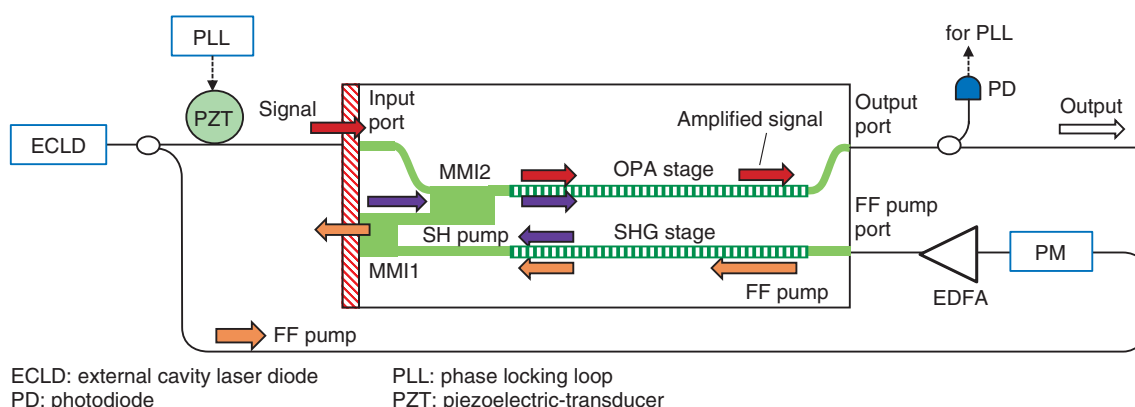 PLL
for PLL
PZT
Signal
Input
port
Amplified signal
Output
port
PD
Output
ECLD
MMI2
OPA stage
SH pump
SHG stage
FF pump
port
MMI1
FF pump
EDFA
PM
FF pump
ECLD: external cavity laser diode
PLL: phase locking loop
PD: photodiode
PZT: piezoelectric-transducer